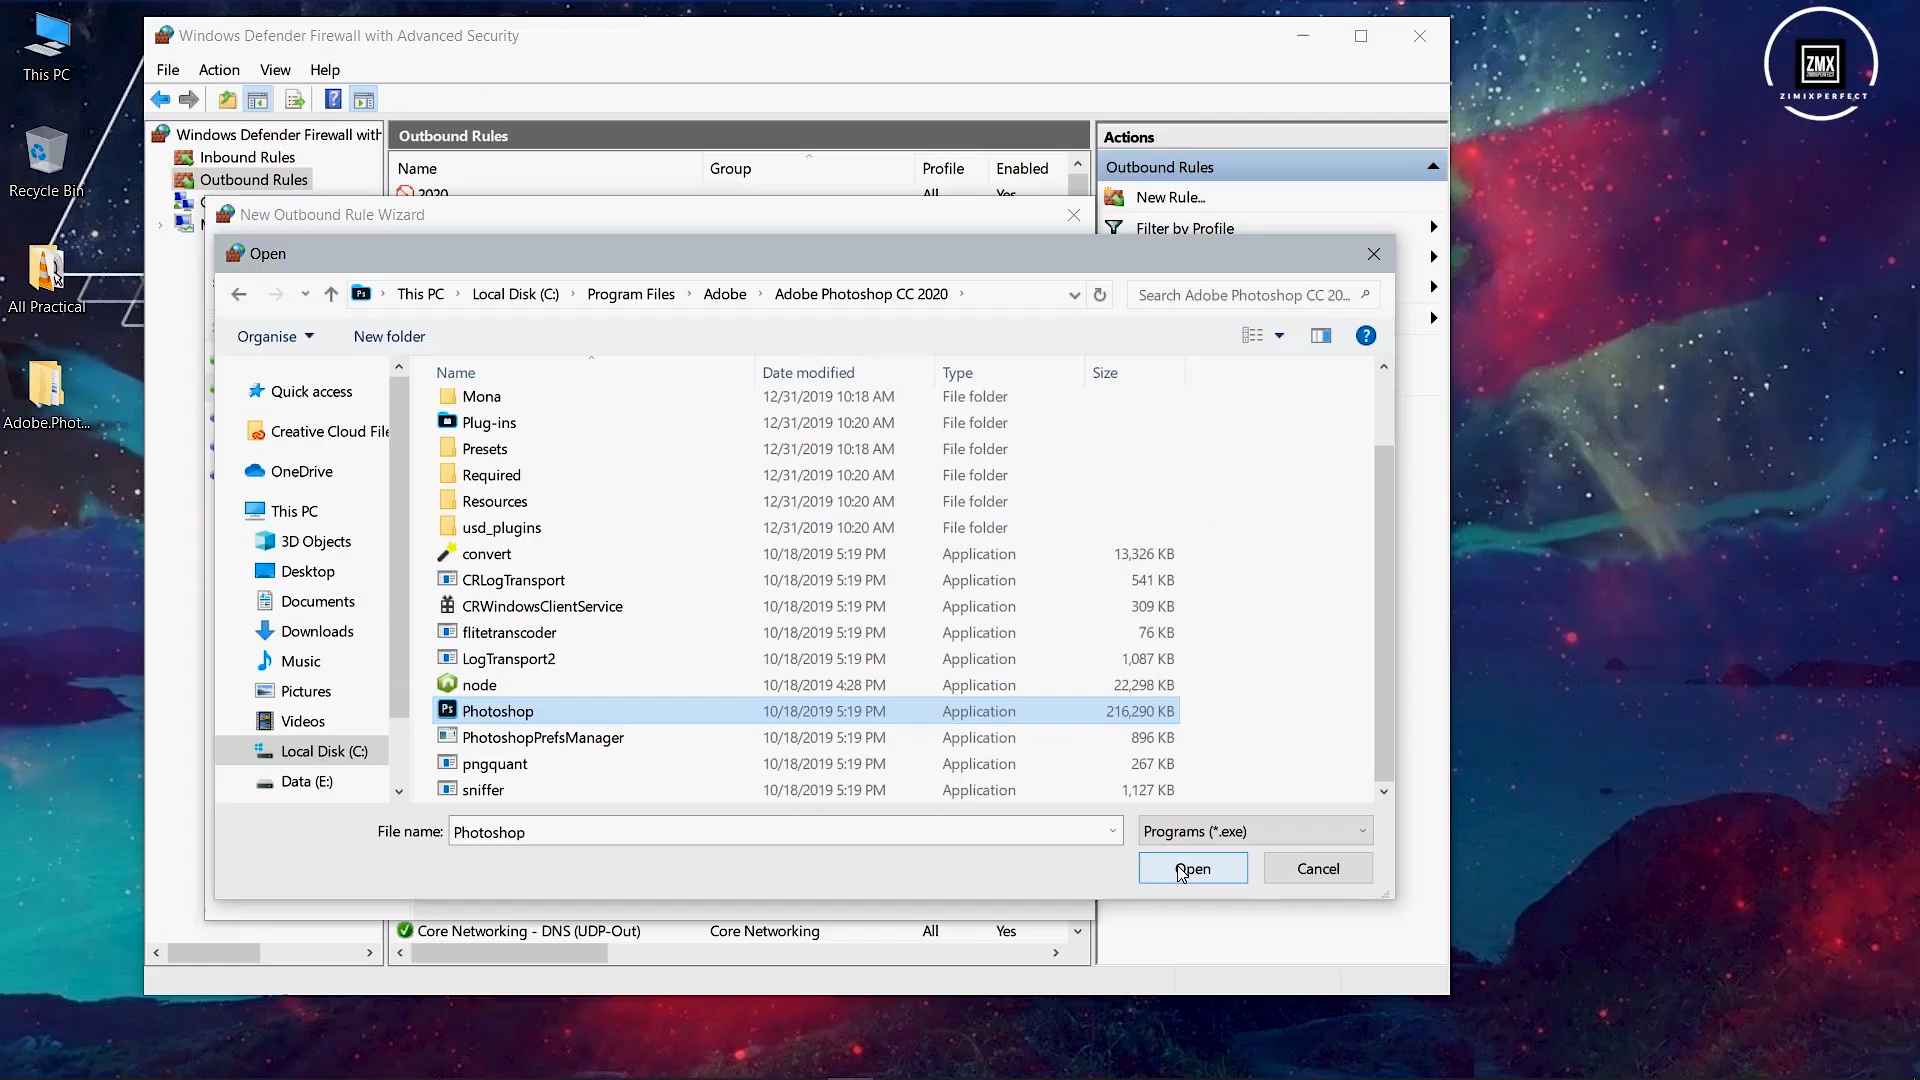 This PC
Recycle Bin
All Practical
Adobe.Phot...
ZMX
ZIMIXPERFECT
ZIMIXPERFECT
Windows Defender Firewall with Advanced Security
File Action View Help
Windows Defender Firewall with
Inbound Rules
Outbound Rules
Outbound Rules
Name Group Profile Enabled
2020 All Yes
Actions
Outbound Rules
New Rule...
Filter by Profile
New Outbound Rule Wizard
Open
This PC Local Disk (C:) Program Files Adobe Adobe Photoshop CC 2020
Search Adobe Photoshop CC 20...
Organise New folder
Quick access
Creative Cloud File
OneDrive
This PC
3D Objects
Desktop
Documents
Downloads
Music
Pictures
Videos
Local Disk (C:)
Data (E:)
Name Date modified Type Size
Mona 12/31/2019 10:18 AM File folder
Plug-ins 12/31/2019 10:20 AM File folder
Presets 12/31/2019 10:18 AM File folder
Required 12/31/2019 10:20 AM File folder
Resources 12/31/2019 10:20 AM File folder
usd_plugins 12/31/2019 10:20 AM File folder
convert 10/18/2019 5:19 PM Application 13,326 KB
CRLogTransport 10/18/2019 5:19 PM Application 541 KB
CRWindowsClientService 10/18/2019 5:19 PM Application 309 KB
flitetranscoder 10/18/2019 5:19 PM Application 76 KB
LogTransport2 10/18/2019 5:19 PM Application 1,087 KB
node 10/18/2019 4:28 PM Application 22,298 KB
Photoshop 10/18/2019 5:19 PM Application 216,290 KB
PhotoshopPrefsManager 10/18/2019 5:19 PM Application 896 KB
pngquant 10/18/2019 5:19 PM Application 267 KB
sniffer 10/18/2019 5:19 PM Application 1,127 KB
File name: Photoshop Programs (*.exe)
Open Cancel
Core Networking - DNS (UDP-Out) Core Networking All Yes